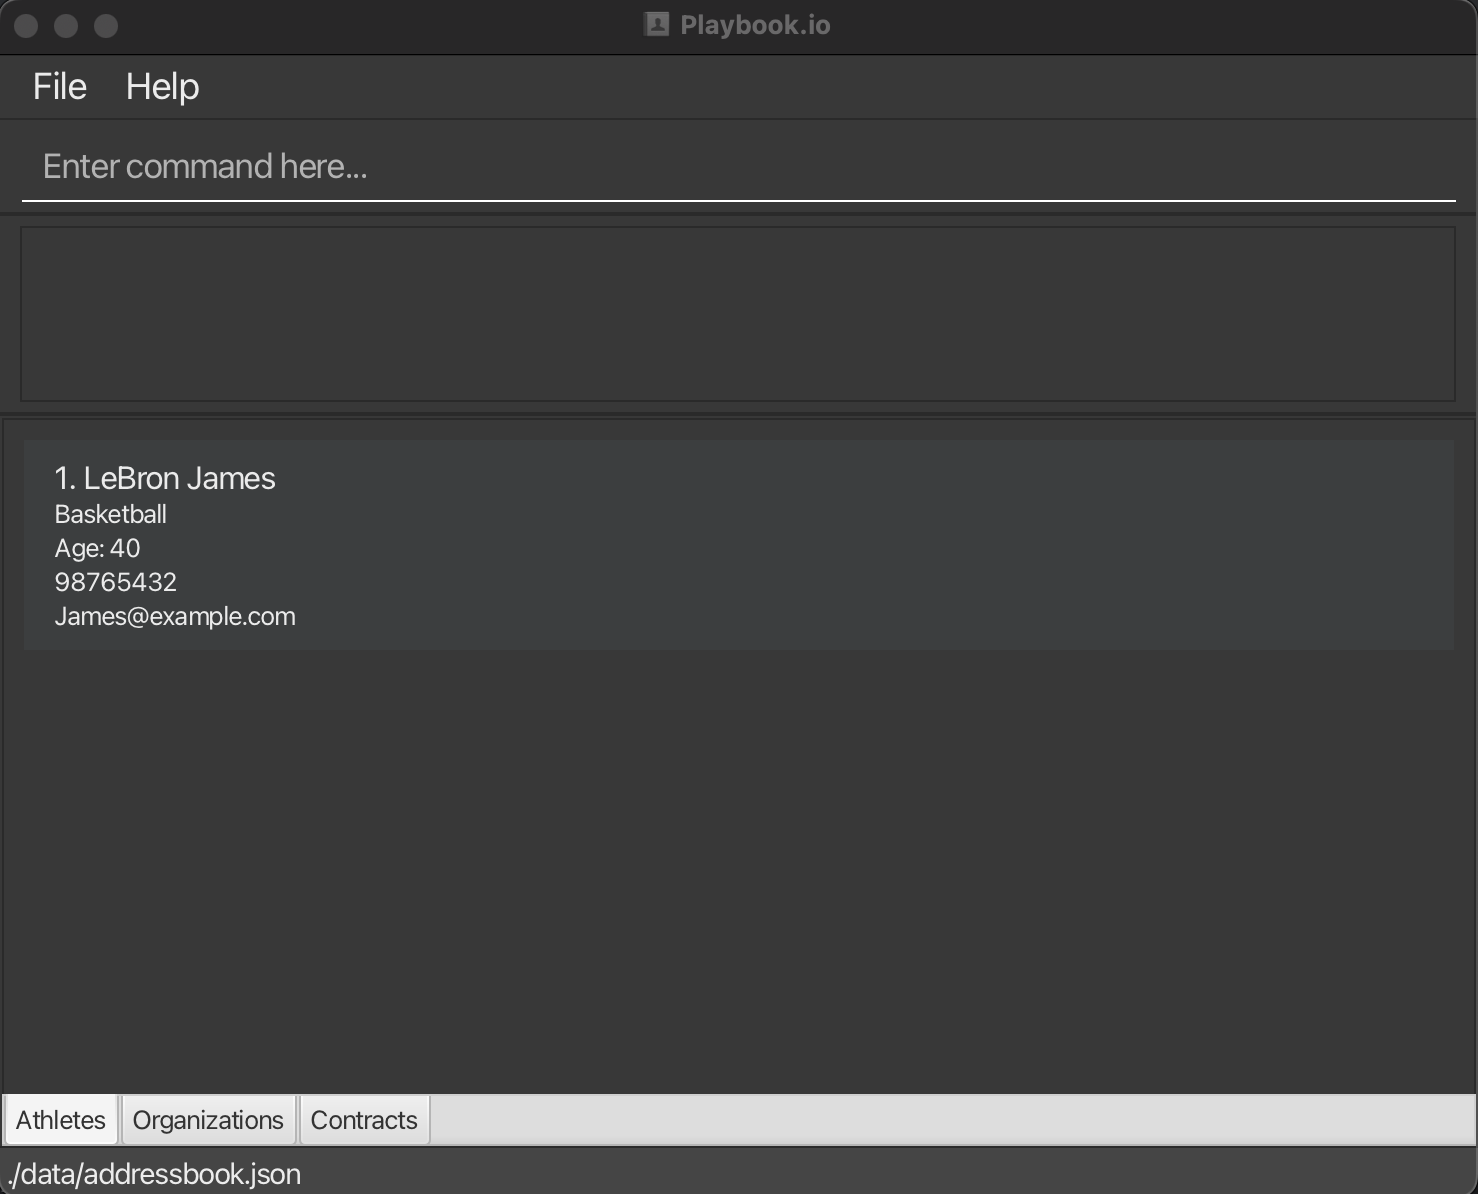 Playbook.io
File Help
Enter command here...
1. LeBron James
Basketball
Age: 40
98765432
James@example.com
Athletes Organizations Contracts
./data/addressbook.json